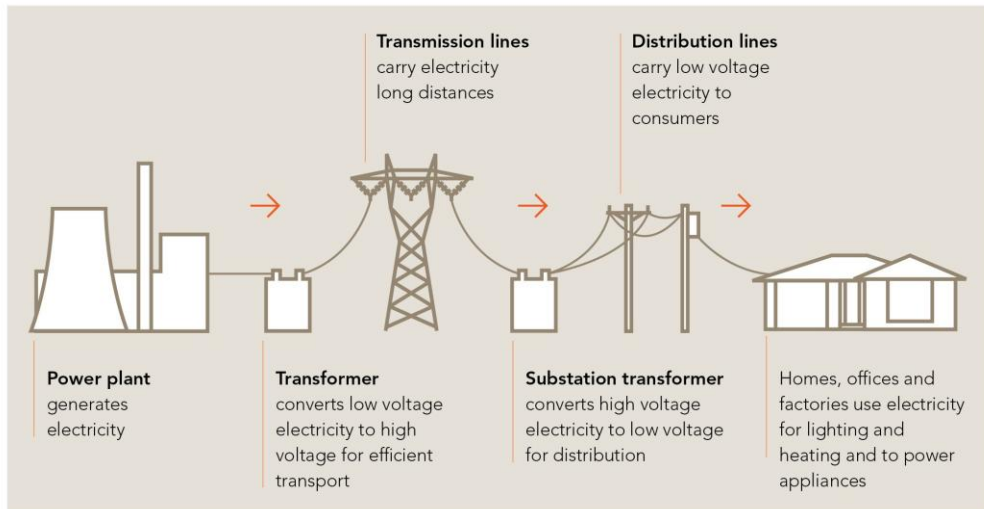 Transmission lines
carry electricity
long distances
Distribution lines
carry low voltage
electricity to
consumers
Power plant
generates
electricity
Transformer
converts low voltage
electricity to high
voltage for efficient
transport
Substation transformer
converts high voltage
electricity to low voltage
for distribution
Homes, offices and
factories use electricity
for lighting and
heating and to power
appliances